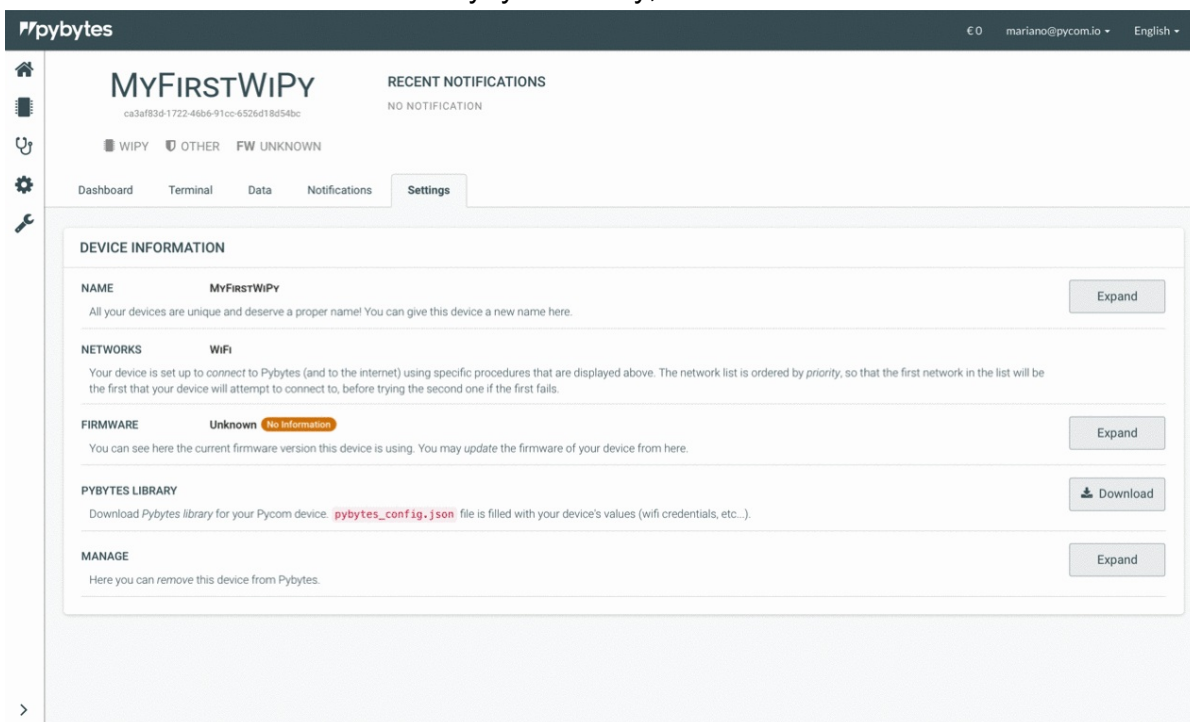 pybytes
€ 0 mariano@pycom.io English
MyFirstWiPy
ca3af83d-1722-46b6-91cc-6526d18d54bc
WIPY OTHER FW UNKNOWN
RECENT NOTIFICATIONS
NO NOTIFICATION
Dashboard Terminal Data Notifications Settings
DEVICE INFORMATION
NAME MyFirstWiPy
All your devices are unique and deserve a proper name! You can give this device a new name here.
Expand
NETWORKS WiFi
Your device is set up to connect to Pybytes (and to the internet) using specific procedures that are displayed above. The network list is ordered by priority, so that the first network in the list will be
the first that your device will attempt to connect to, before trying the second one if the first fails.
FIRMWARE Unknown No Information
You can see here the current firmware version this device is using. You may update the firmware of your device from here.
Expand
PYBYTES LIBRARY
Download Pybytes library for your Pycom device. pybytes_config.json file is filled with your device's values (wifi credentials, etc...).
Download
MANAGE
Here you can remove this device from Pybytes.
Expand